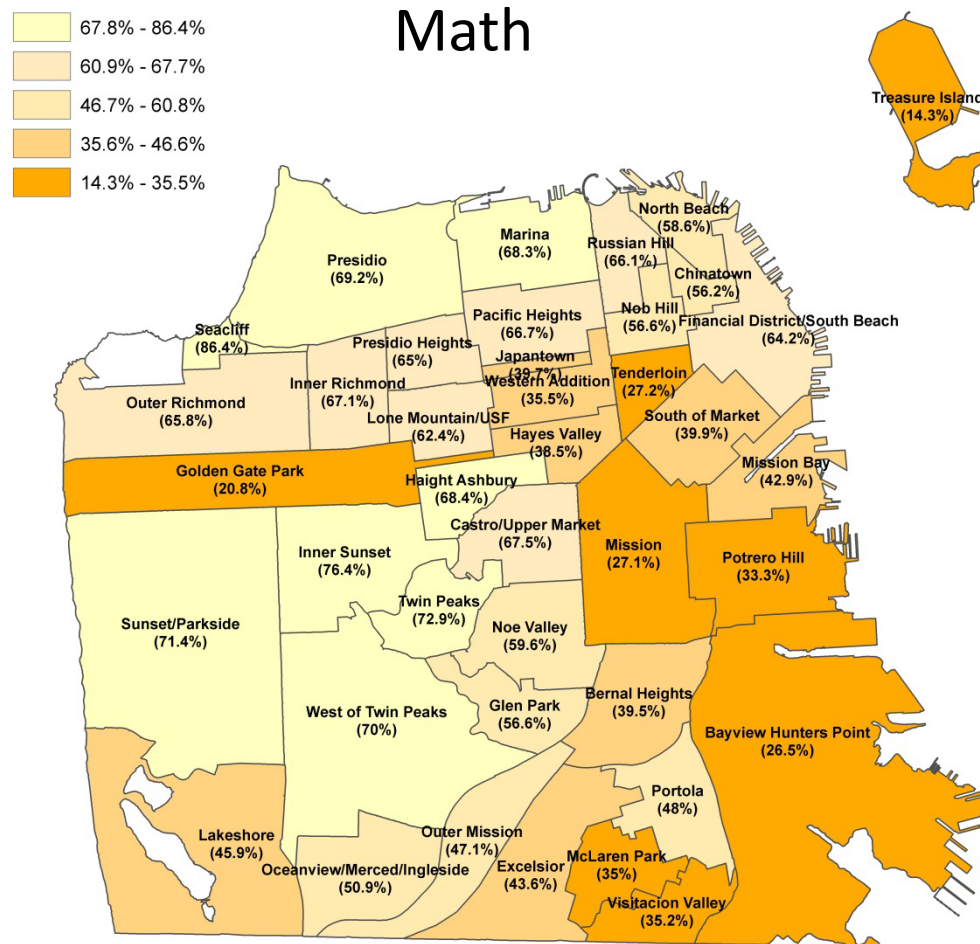 Math
67.8% - 86.4%
60.9% - 67.7%
46.7% - 60.8%
35.6% - 46.6%
14.3% - 35.5%
Treasure Island
(14.3%)
North Beach
(58.6%)
Marina
(68.3%)
Russian Hill
(66.1%)
Presidio
(69.2%)
Chinatown
(56.2%)
Nob Hill
(56.6%)
Pacific Heights
(66.7%)
Financial District/South Beach
(64.2%)
Seacliff
(86.4%)
Presidio Heights
(65%)
Japantown
(39.7%)
Inner Richmond
(67.1%)
Western Addition
(35.5%)
Tenderloin
(27.2%)
Outer Richmond
(65.8%)
Lone Mountain/USF
(62.4%)
South of Market
(39.9%)
Hayes Valley
(38.5%)
Golden Gate Park
(20.8%)
Mission Bay
(42.9%)
Haight Ashbury
(68.4%)
Castro/Upper Market
(67.5%)
Inner Sunset
(76.4%)
Mission
(27.1%)
Potrero Hill
(33.3%)
Twin Peaks
(72.9%)
Sunset/Parkside
(71.4%)
Noe Valley
(59.6%)
Bernal Heights
(39.5%)
Glen Park
(56.6%)
West of Twin Peaks
(70%)
Bayview Hunters Point
(26.5%)
Portola
(48%)
Lakeshore
(45.9%)
Outer Mission
(47.1%)
Oceanview/Merced/Ingleside
(50.9%)
Excelsior
(43.6%)
McLaren Park
(35%)
Visitacion Valley
(35.2%)